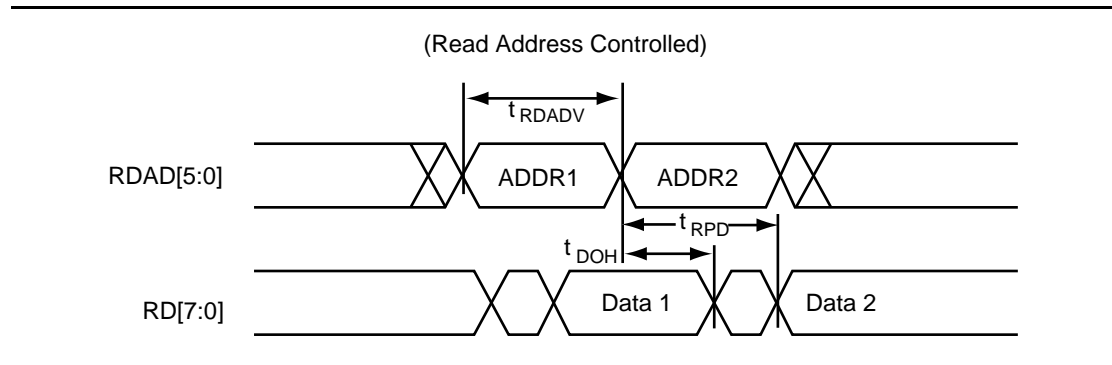 (Read Address Controlled)
t RDADV
RDAD[5:0]
ADDR1 ADDR2
t RPD
t DOH
RD[7:0]
Data 1 Data 2